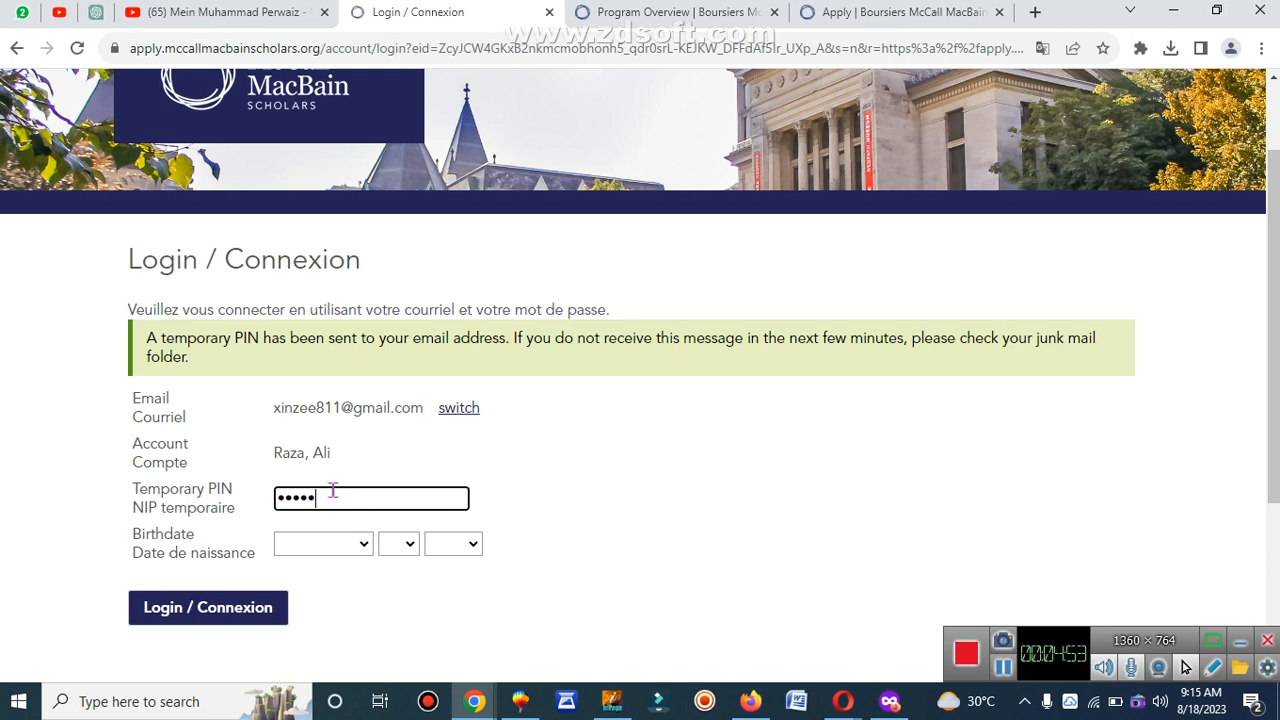 (65) Mein Muhammad Perwaiz -
Login / Connexion
Program Overview | Boursiers Mc
Apply | Boursiers McCall MacBain
www.zdsoft.com
apply.mccallmacbainscholars.org/account/login?eid=ZcyJCW4GKxB2nkmcmobhonh5_qdr0srL-KEJKW_DFFdAf5lr_UXp_A&s=n&r=https%3a%2f%2fapply....
MacBain
SCHOLARS
Login / Connexion
Veuillez vous connecter en utilisant votre courriel et votre mot de passe.
A temporary PIN has been sent to your email address. If you do not receive this message in the next few minutes, please check your junk mail
folder.
Email
Courriel
xinzee811@gmail.com switch
Account
Compte
Raza, Ali
Temporary PIN
NIP temporaire
•••••
Birthdate
Date de naissance
Login / Connexion
1360 × 764
00:04:53
Type here to search
30°C
9:15 AM
8/18/2023
2